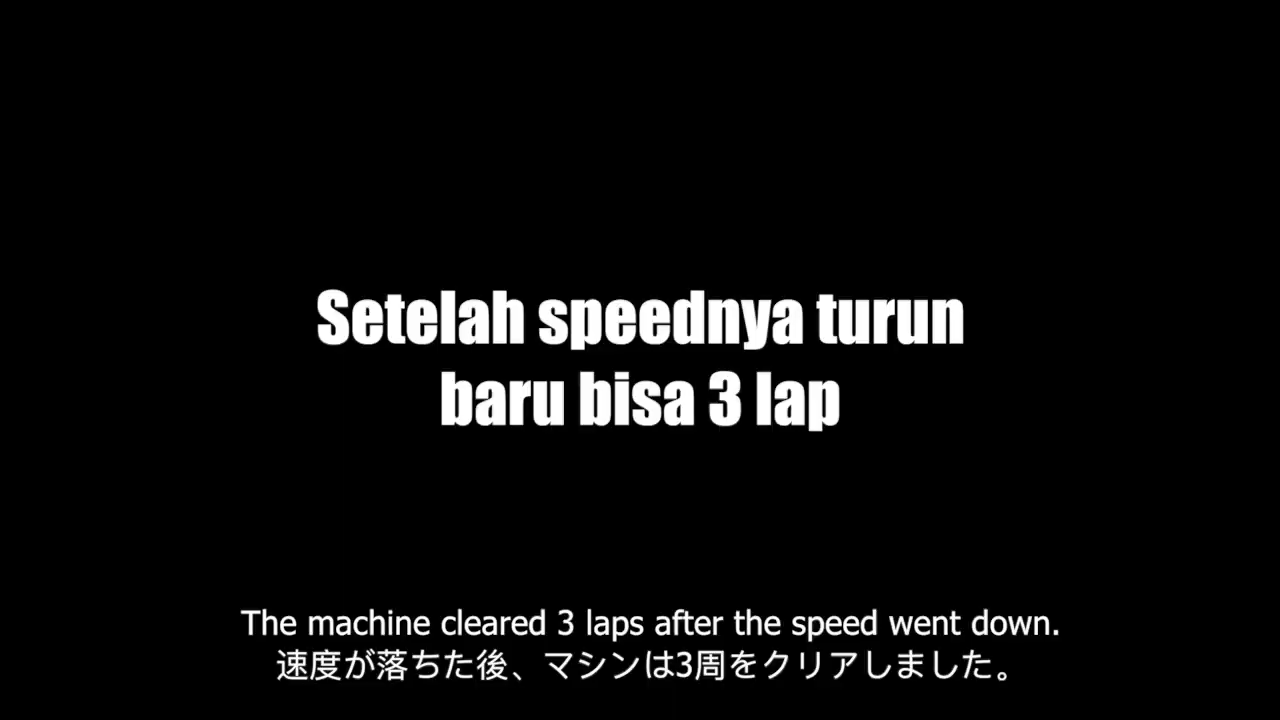 Setelah speednya turun
baru bisa 3 lap
The machine cleared 3 laps after the speed went down.
速度が落ちた後、マシンは3周をクリアしました。